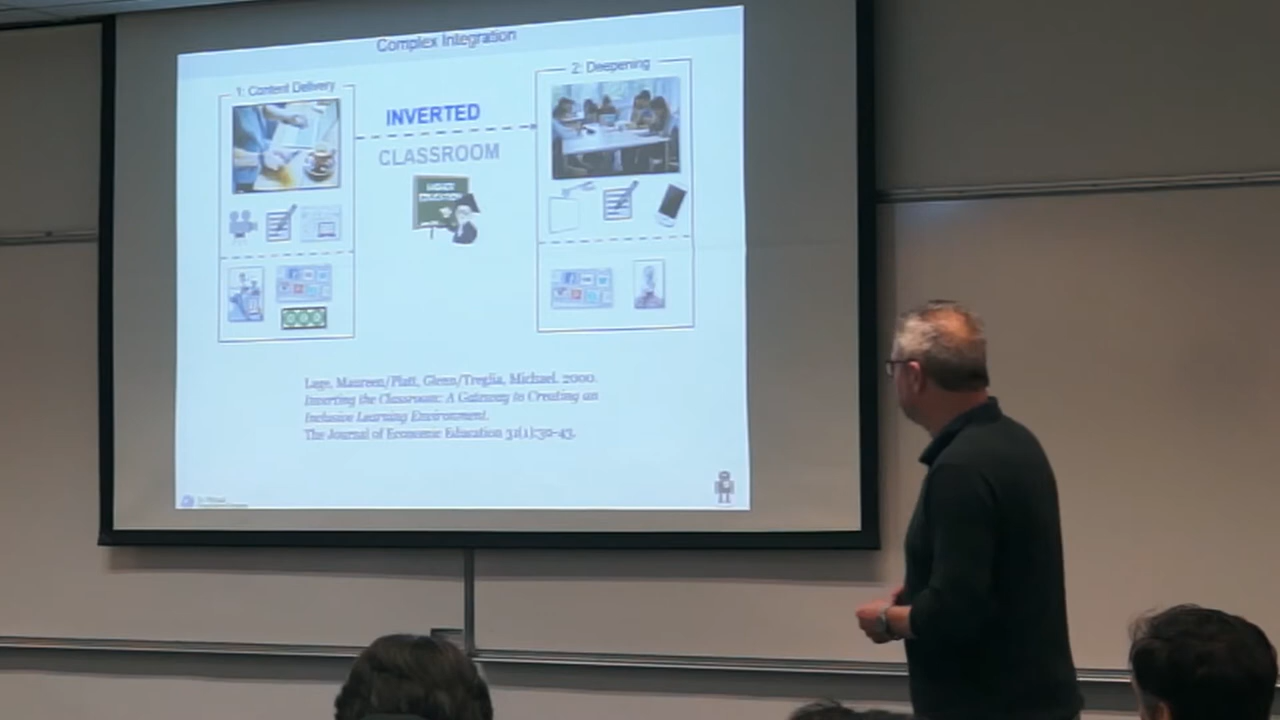 Complex Integration
1: Content Delivery
INVERTED
CLASSROOM
2: Deepening
Lage, Maureen/Platt, Glenn/Treglia, Michael. 2000.
Inverting the Classroom: A Gateway to Creating an
Inclusive Learning Environment.
The Journal of Economic Education 31(1):30-43.